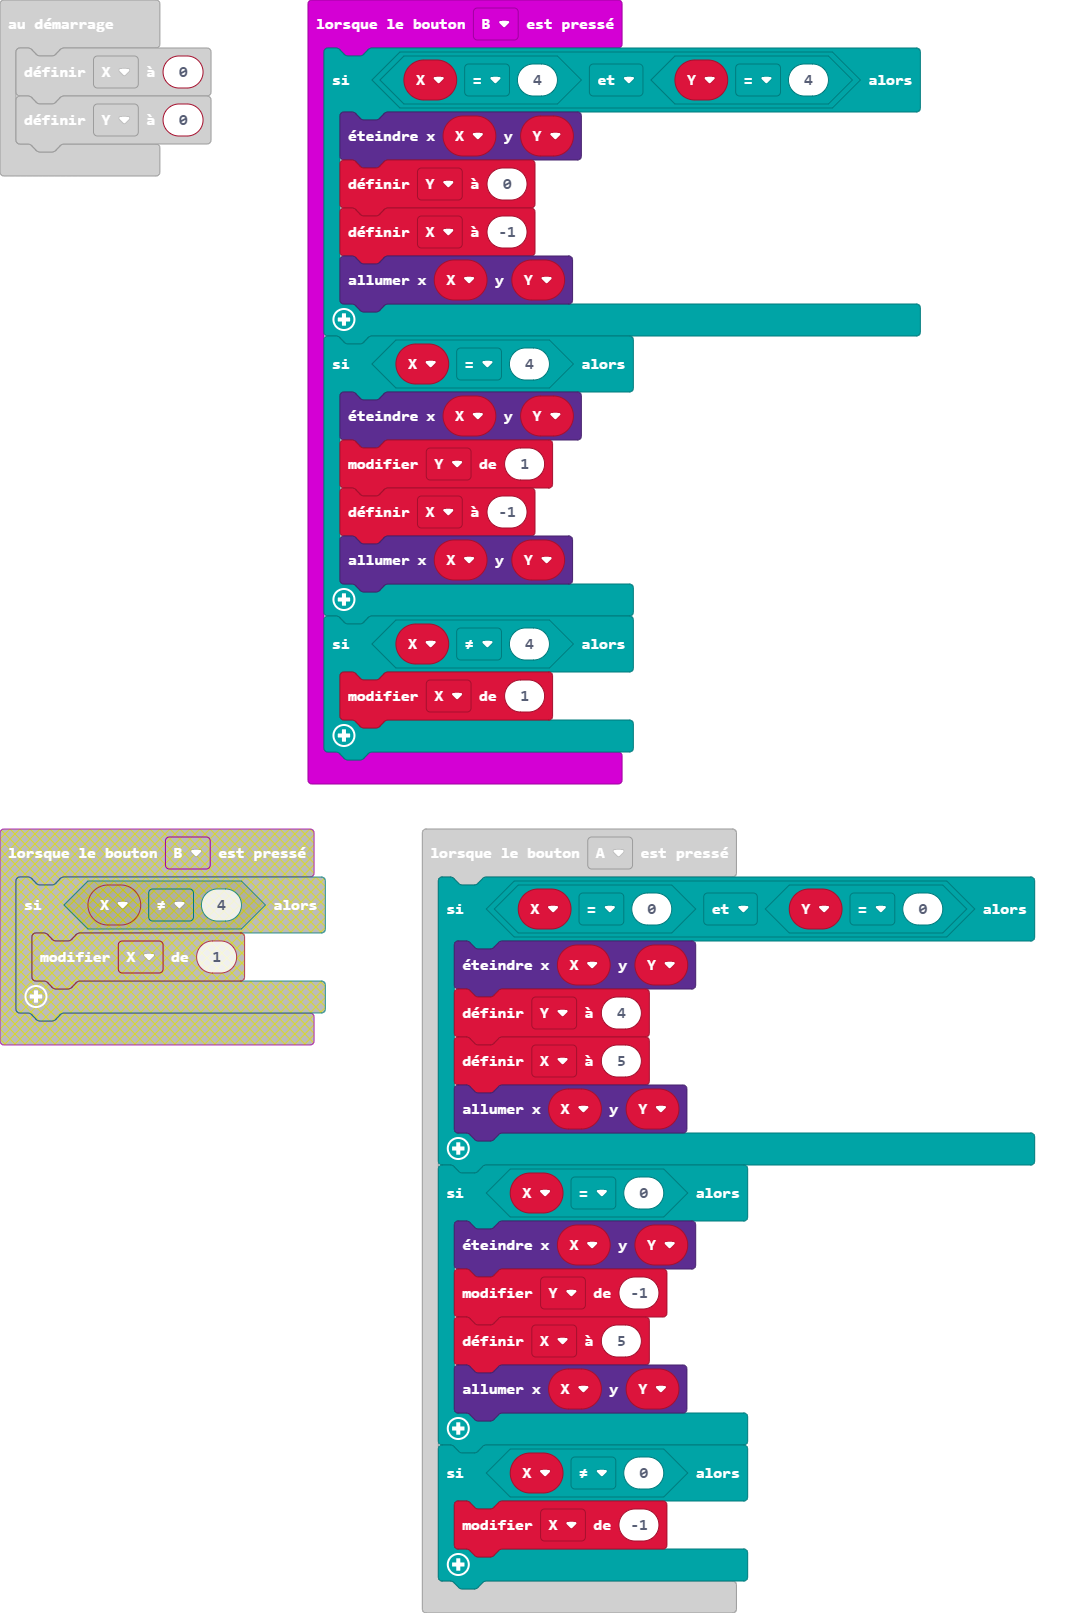 au démarrage
définir X à 0
définir Y à 0
lorsque le bouton B est pressé
si X = 4 et Y = 4 alors
éteindre x X y Y
définir Y à 0
définir X à -1
allumer x X y Y
si X = 4 alors
éteindre x X y Y
modifier Y de 1
définir X à -1
allumer x X y Y
si X ≠ 4 alors
modifier X de 1
lorsque le bouton B est pressé
si X ≠ 4 alors
modifier X de 1
lorsque le bouton A est pressé
si X = 0 et Y = 0 alors
éteindre x X y Y
définir Y à 4
définir X à 5
allumer x X y Y
si X = 0 alors
éteindre x X y Y
modifier Y de -1
définir X à 5
allumer x X y Y
si X ≠ 0 alors
modifier X de -1